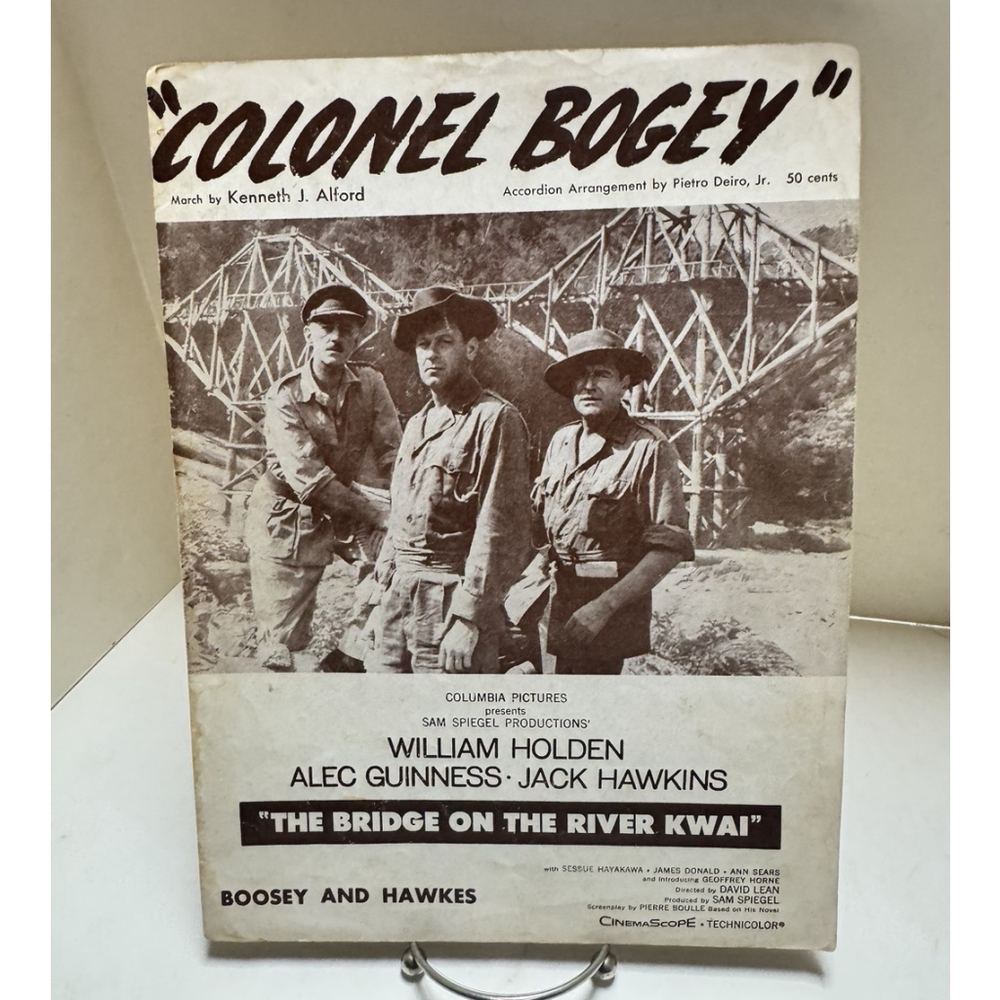 "COLONEL BOGEY"
March by Kenneth J. Alford
Accordion Arrangement by Pietro Deiro, Jr. 50 cents
COLUMBIA PICTURES
presents
SAM SPIEGEL PRODUCTIONS'
WILLIAM HOLDEN
ALEC GUINNESS · JACK HAWKINS
"THE BRIDGE ON THE RIVER KWAI"
with SESSUE HAYAKAWA • JAMES DONALD • ANN SEARS
and Introducing GEOFFREY HORNE
Directed by DAVID LEAN
Produced by SAM SPIEGEL
Screenplay by PIERRE BOULLE Based on His Novel
CINEMASCOPE • TECHNICOLOR®
BOOSEY AND HAWKES